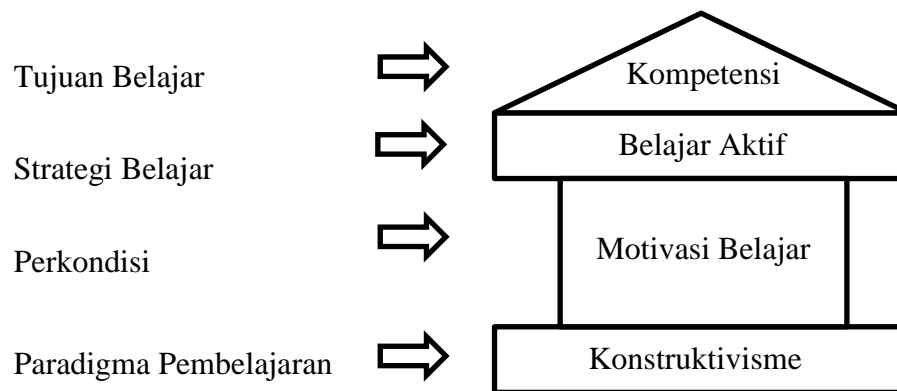 Tujuan Belajar
Kompetensi
Strategi Belajar
Belajar Aktif
Perkondisi
Motivasi Belajar
Paradigma Pembelajaran
Konstruktivisme